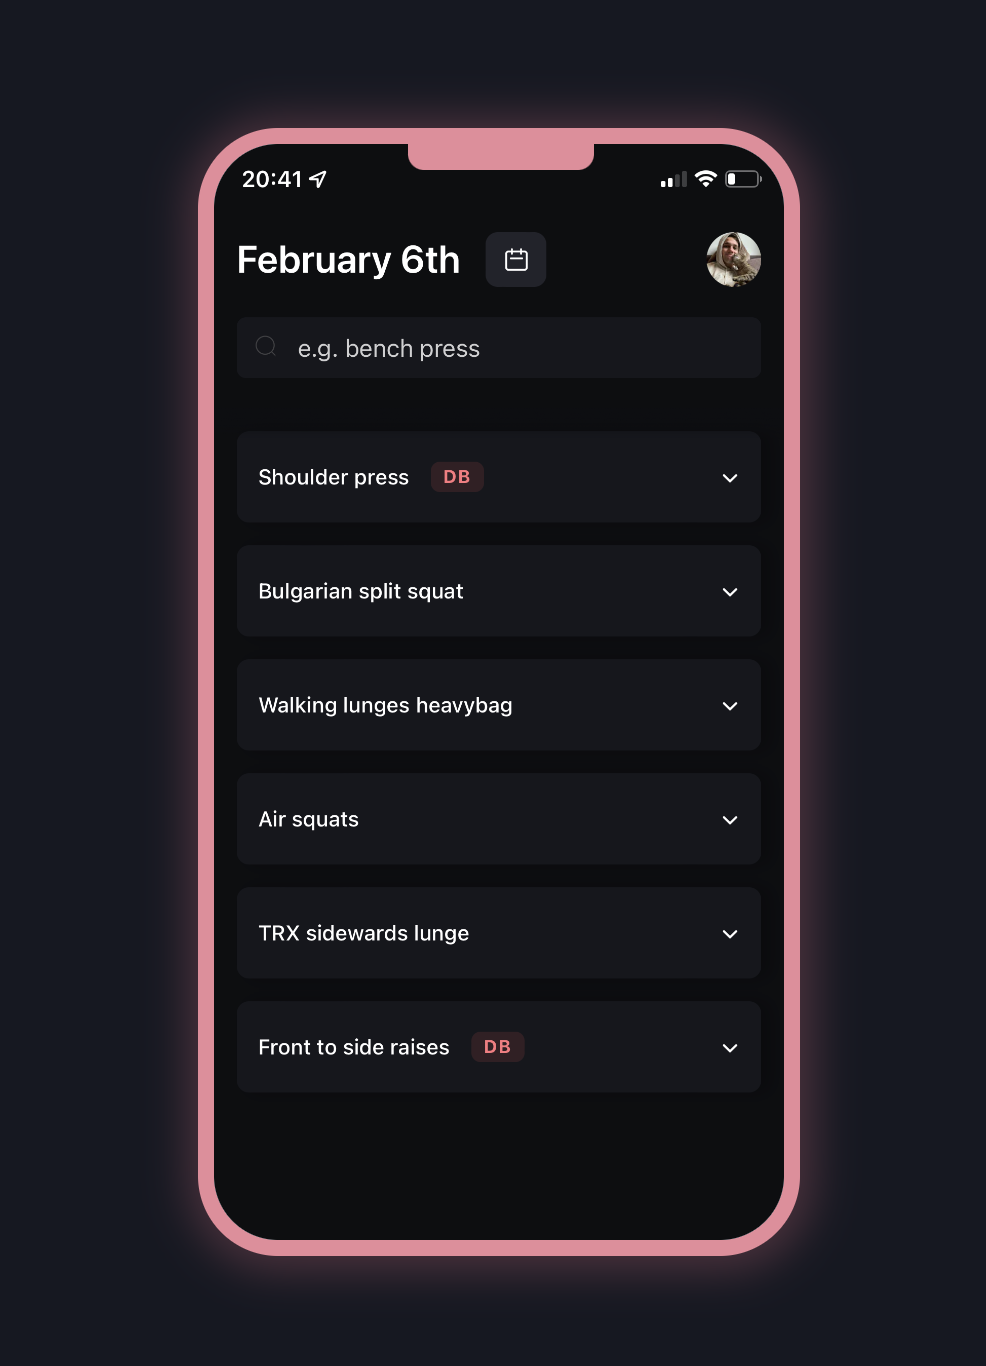 20:41
February 6th
e.g. bench press
Shoulder press DB
Bulgarian split squat
Walking lunges heavybag
Air squats
TRX sidewards lunge
Front to side raises DB